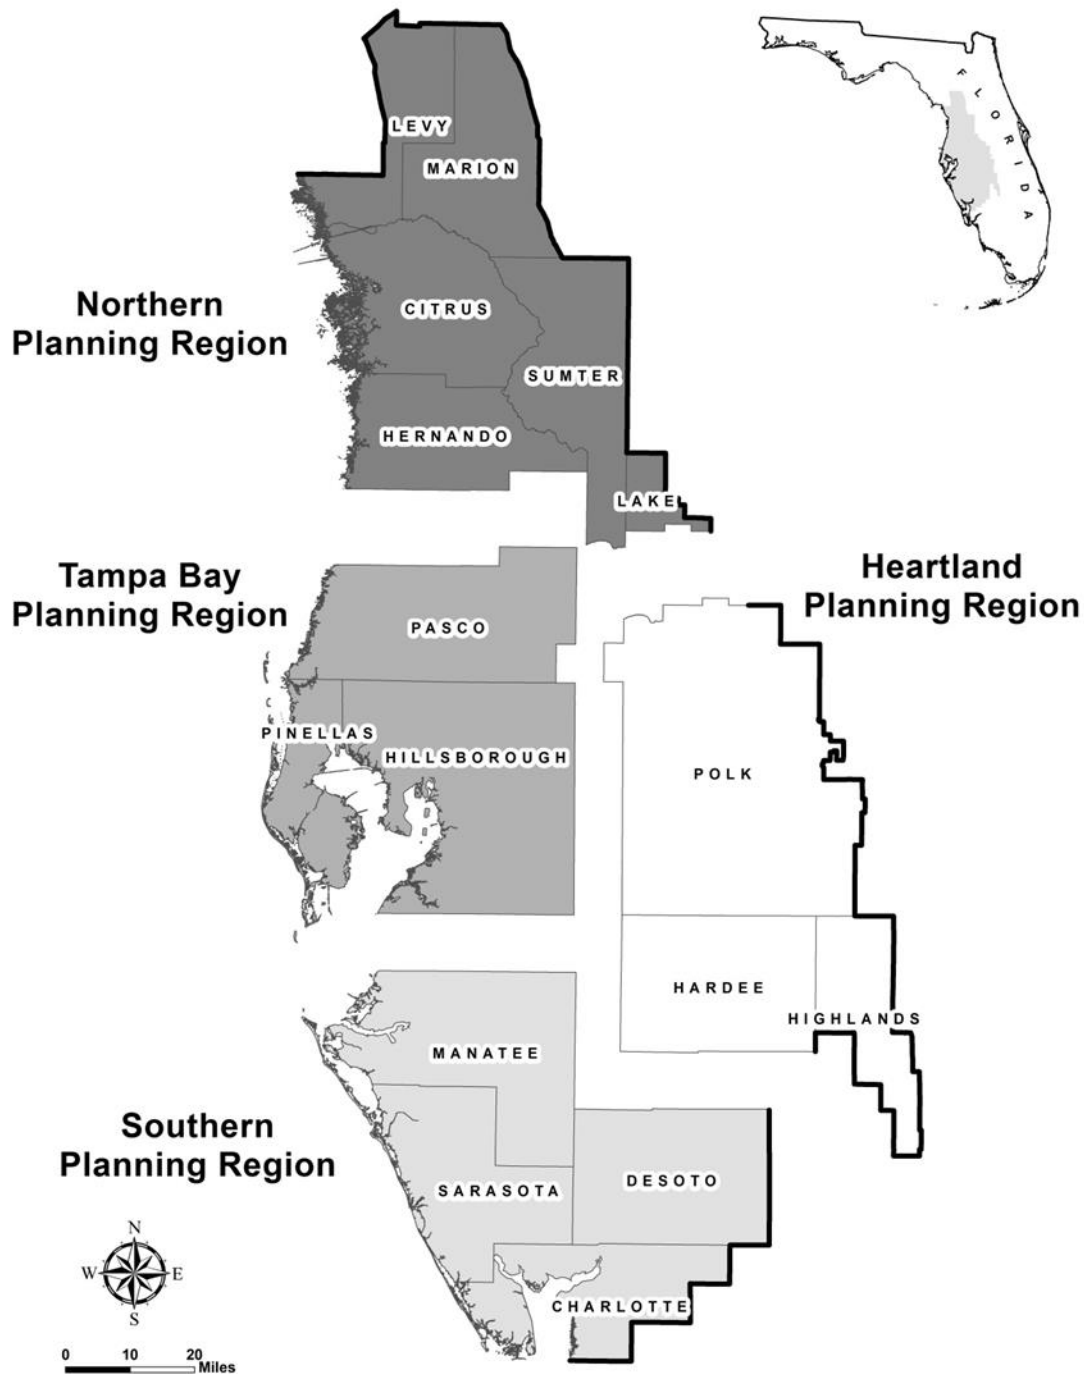 FLORIDA
LEVY
MARION
Northern
Planning Region
CITRUS
SUMTER
HERNANDO
LAKE
Tampa Bay
Planning Region
Heartland
Planning Region
PASCO
PINELLAS
HILLSBOROUGH
POLK
HARDEE
HIGHLANDS
MANATEE
Southern
Planning Region
SARASOTA
DESOTO
CHARLOTTE
N
W E
S
0 10 20
Miles